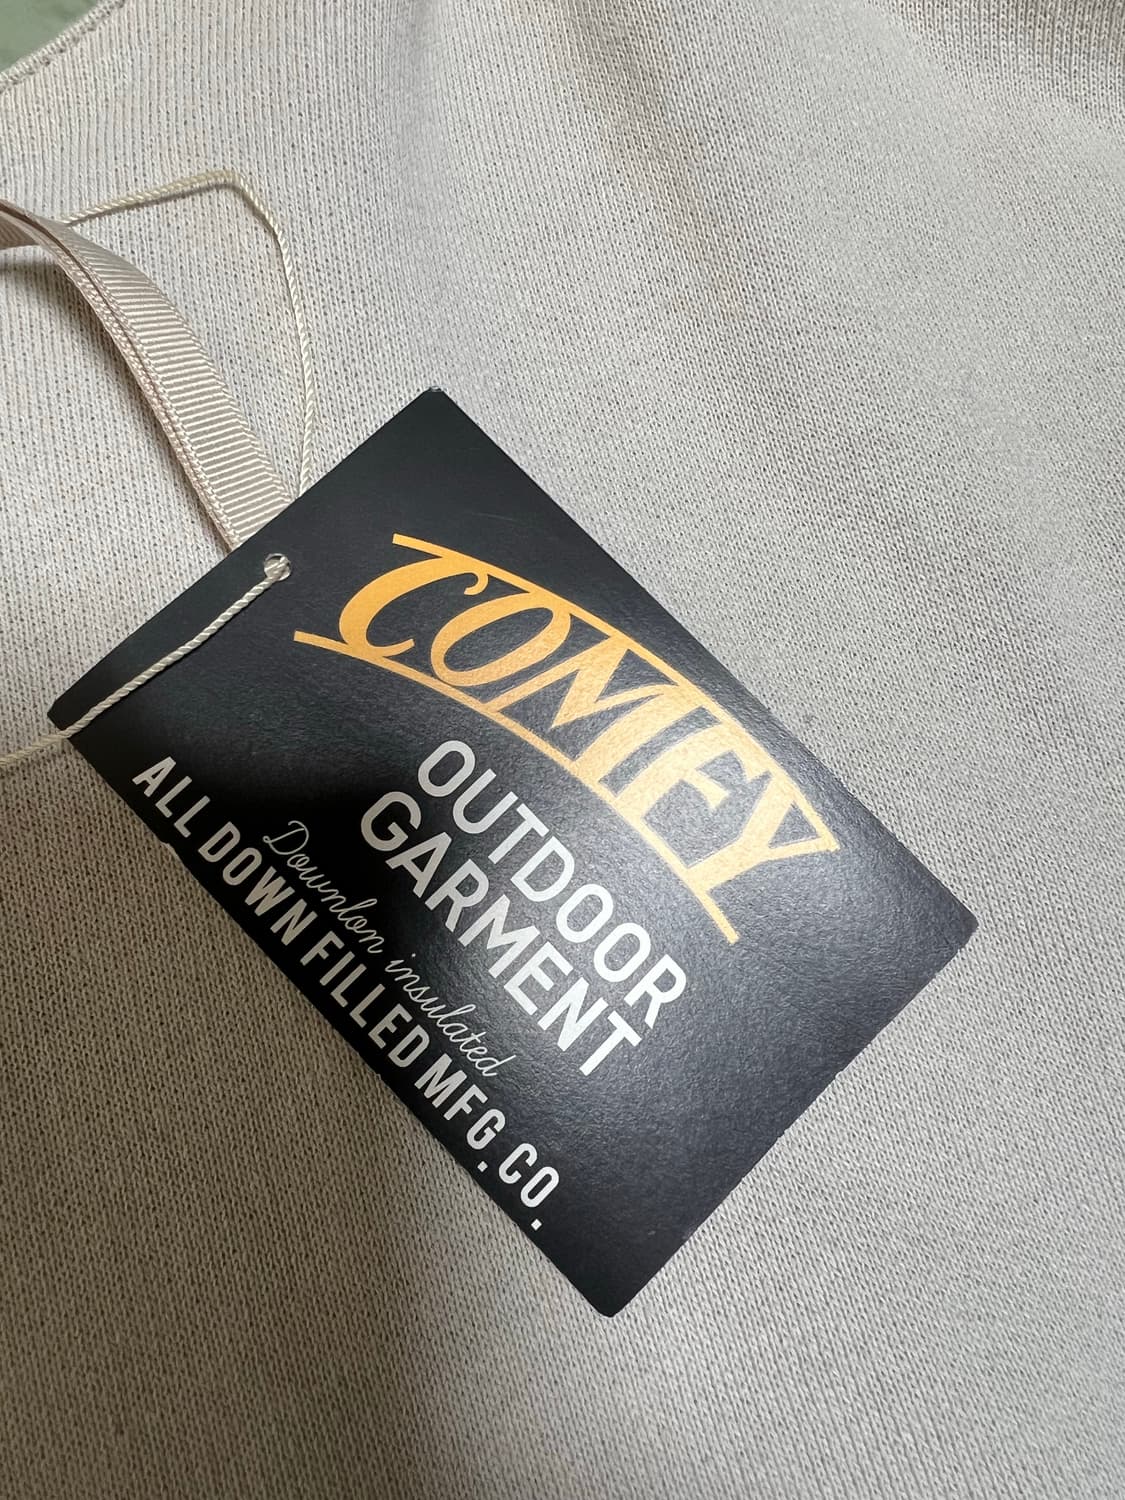 COMFY
OUTDOOR
GARMENT
Downlon insulated
ALL DOWN FILLED MFG.CO.